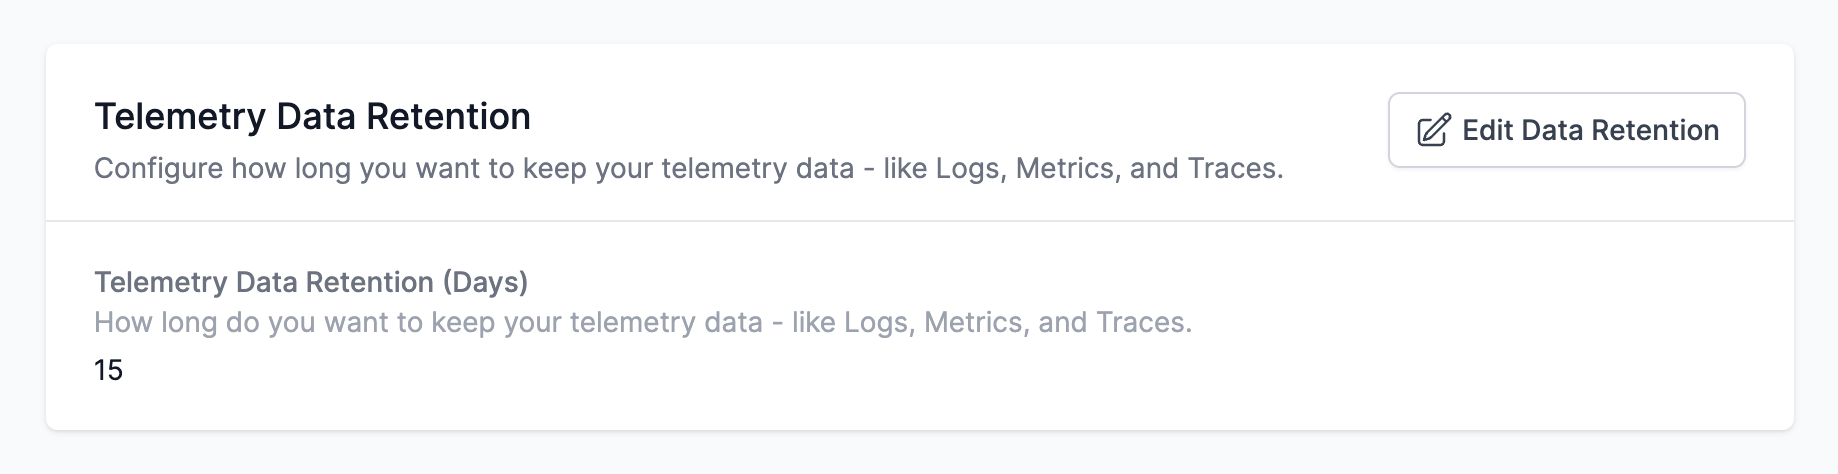 Telemetry Data Retention
Configure how long you want to keep your telemetry data - like Logs, Metrics, and Traces.
Edit Data Retention
Telemetry Data Retention (Days)
How long do you want to keep your telemetry data - like Logs, Metrics, and Traces.
15